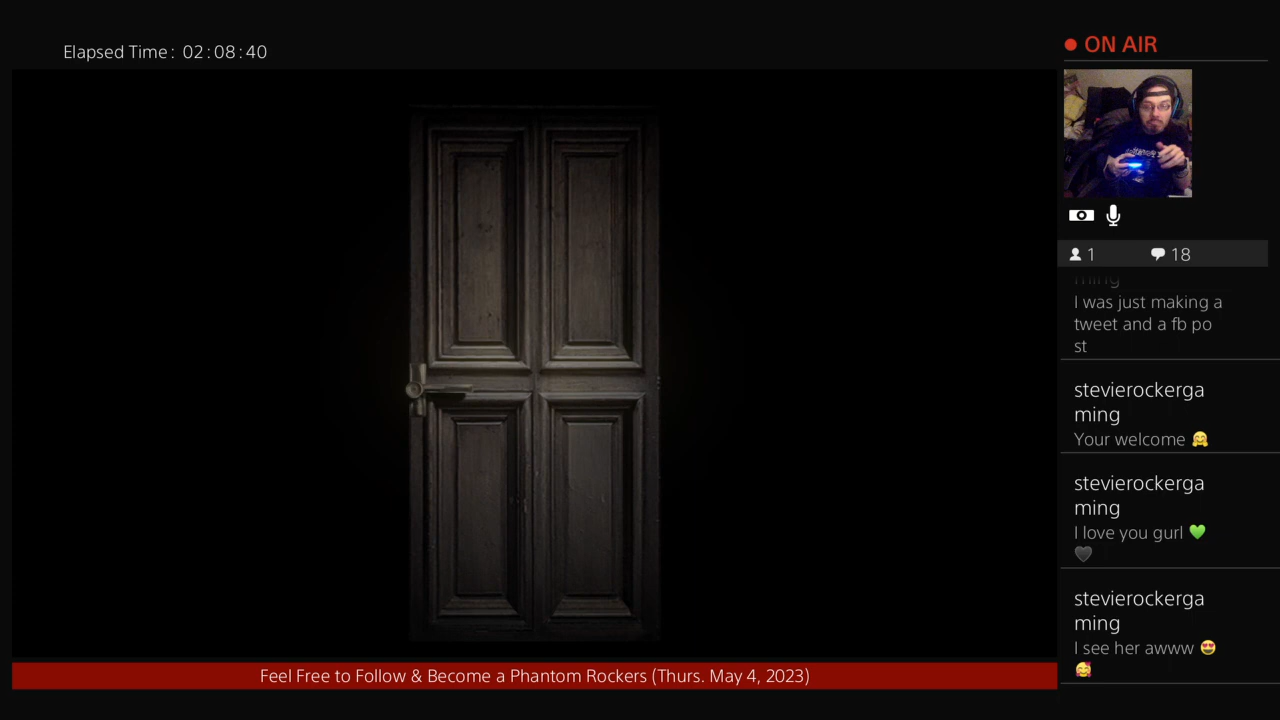 Elapsed Time: 02:08:40
ON AIR
1 18
ming
I was just making a
tweet and a fb po
st
stevierockerga
ming
Your welcome 🤗
stevierockerga
ming
I love you gurl 💚
🖤
stevierockerga
ming
I see her awww 😍
🥰
Feel Free to Follow & Become a Phantom Rockers (Thurs. May 4, 2023)